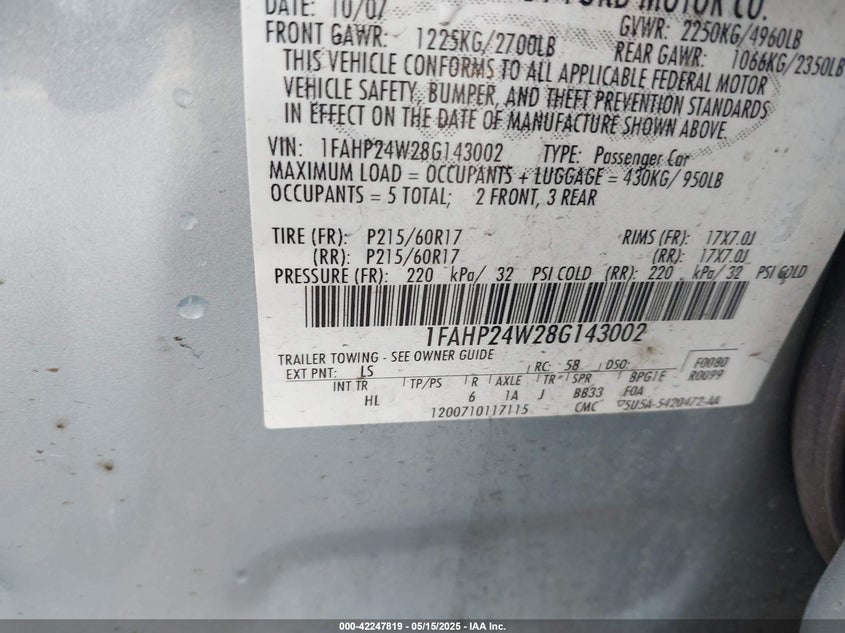 DATE: 10/07
FORD MOTOR CO.
FRONT GAWR: 1225KG/2700LB
GVWR: 2250KG/4960LB
REAR GAWR: 1066KG/2350LB
THIS VEHICLE CONFORMS TO ALL APPLICABLE FEDERAL MOTOR
VEHICLE SAFETY, BUMPER, AND THEFT PREVENTION STANDARDS
IN EFFECT ON THE DATE OF MANUFACTURE SHOWN ABOVE.
VIN: 1FAHP24W28G143002 TYPE: Passenger Car
MAXIMUM LOAD = OCCUPANTS + LUGGAGE = 430KG/ 950LB
OCCUPANTS = 5 TOTAL; 2 FRONT, 3 REAR
TIRE (FR): P215/60R17 RIMS (FR): 17X7.0J
(RR): P215/60R17 (RR): 17X7.0J
PRESSURE (FR): 220 kPa/ 32 PSI COLD (RR): 220 kPa/ 32 PSI COLD
1FAHP24W28G143002
TRAILER TOWING - SEE OWNER GUIDE
EXT PNT: LS RC: 58 DSO: F0080
R0099
INT TR TP/PS R AXLE TR SPR BPGTE
HL 6 1A J BB33 F0A
1200710117115 CMC 5U5A-5420472-AA
000-42247819 - 05/15/2025 - IAA Inc.